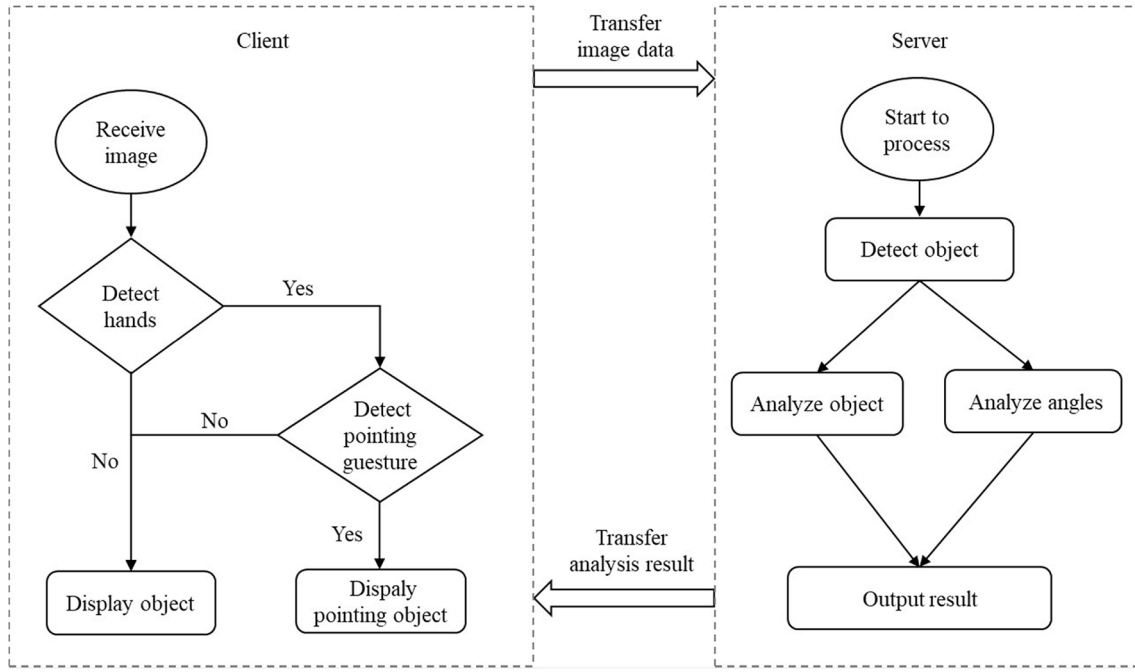 Client
Receive
image
Detect
hands
Yes
No
Detect
pointing
guesture
No
Yes
Display object
Dispaly
pointing object
Transfer
image data
Transfer
analysis result
Server
Start to
process
Detect object
Analyze object
Analyze angles
Output result